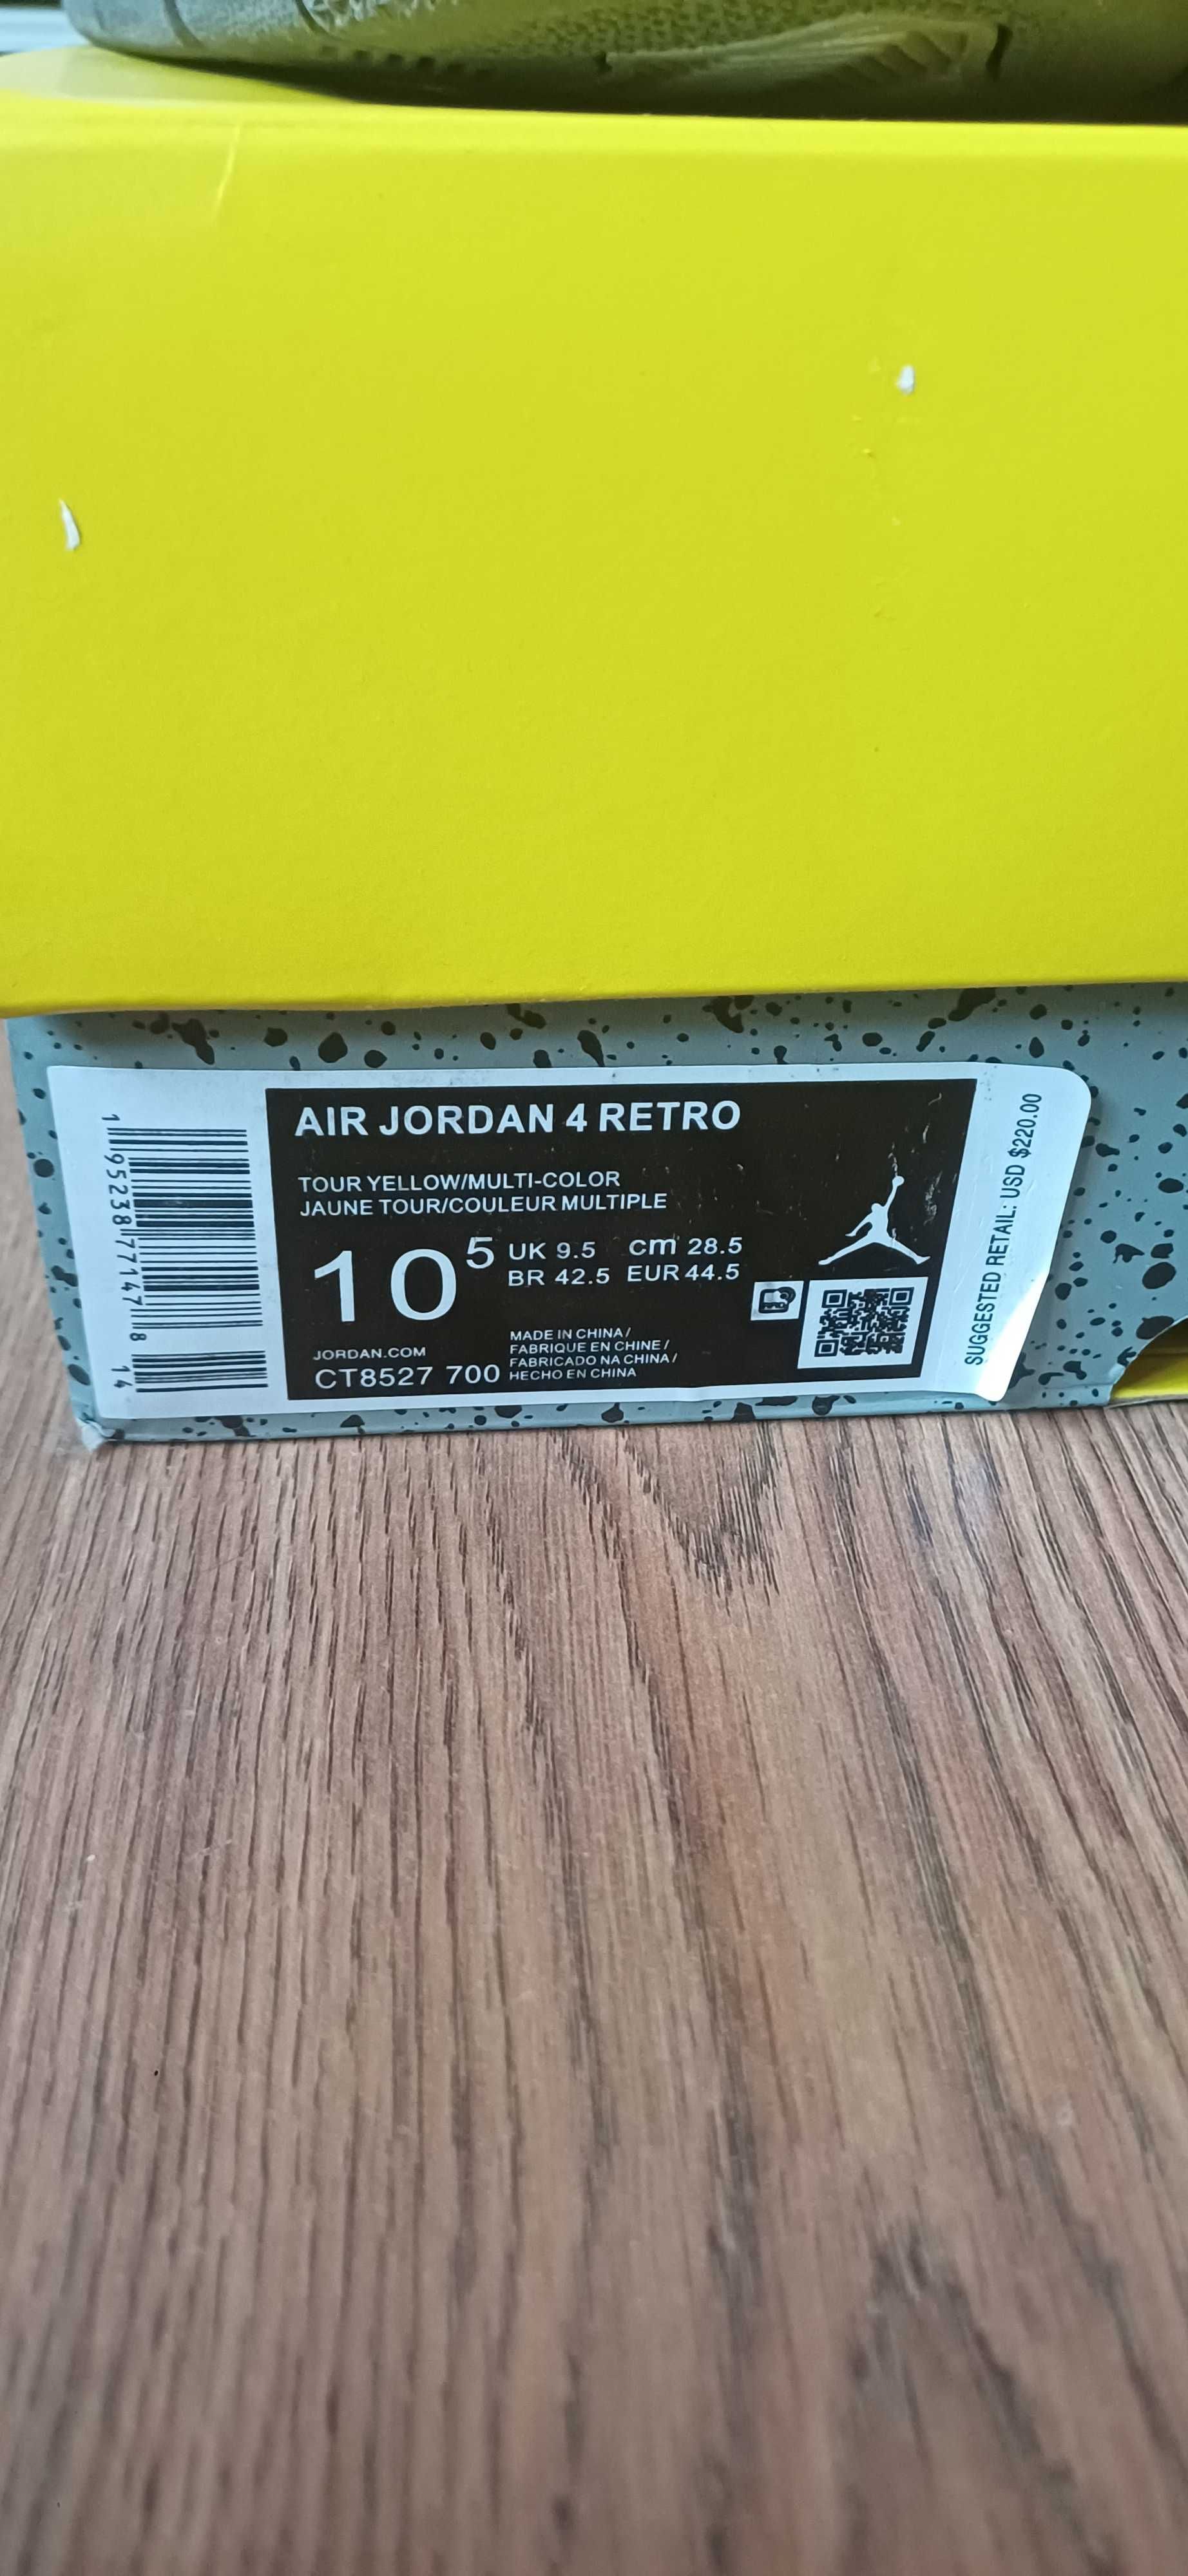 AIR JORDAN 4 RETRO
TOUR YELLOW/MULTI-COLOR
JAUNE TOUR/COULEUR MULTIPLE
10 5
UK 9.5 cm 28.5
BR 42.5 EUR 44.5
MADE IN CHINA/
FABRIQUE EN CHINE/
FABRICADO NA CHINA/
HECHO EN CHINA
JORDAN.COM
CT8527 700
1 95238 77147 8
14
SUGGESTED RETAIL: USD $220.00